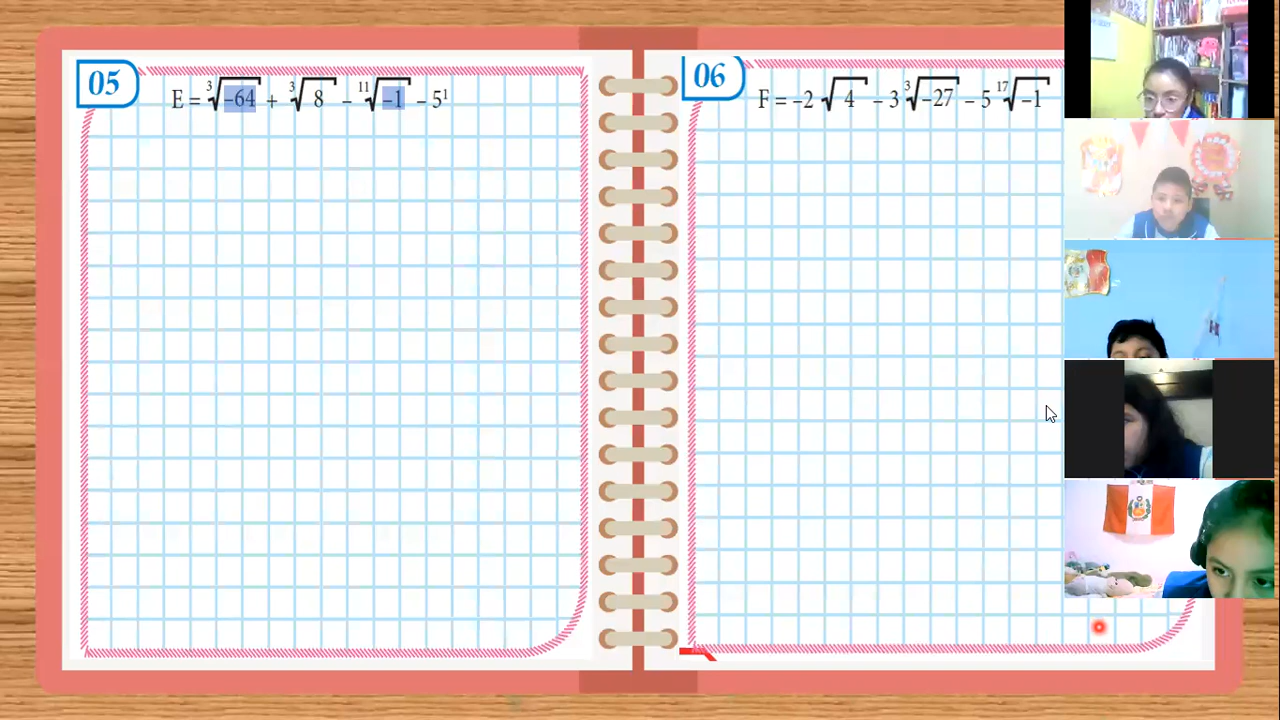 05
E = ∛-64 + ∛8 - ¹¹√-1 - 5¹
06
F = -2 √4 - 3 ∛-27 - 5 ¹⁷√-1